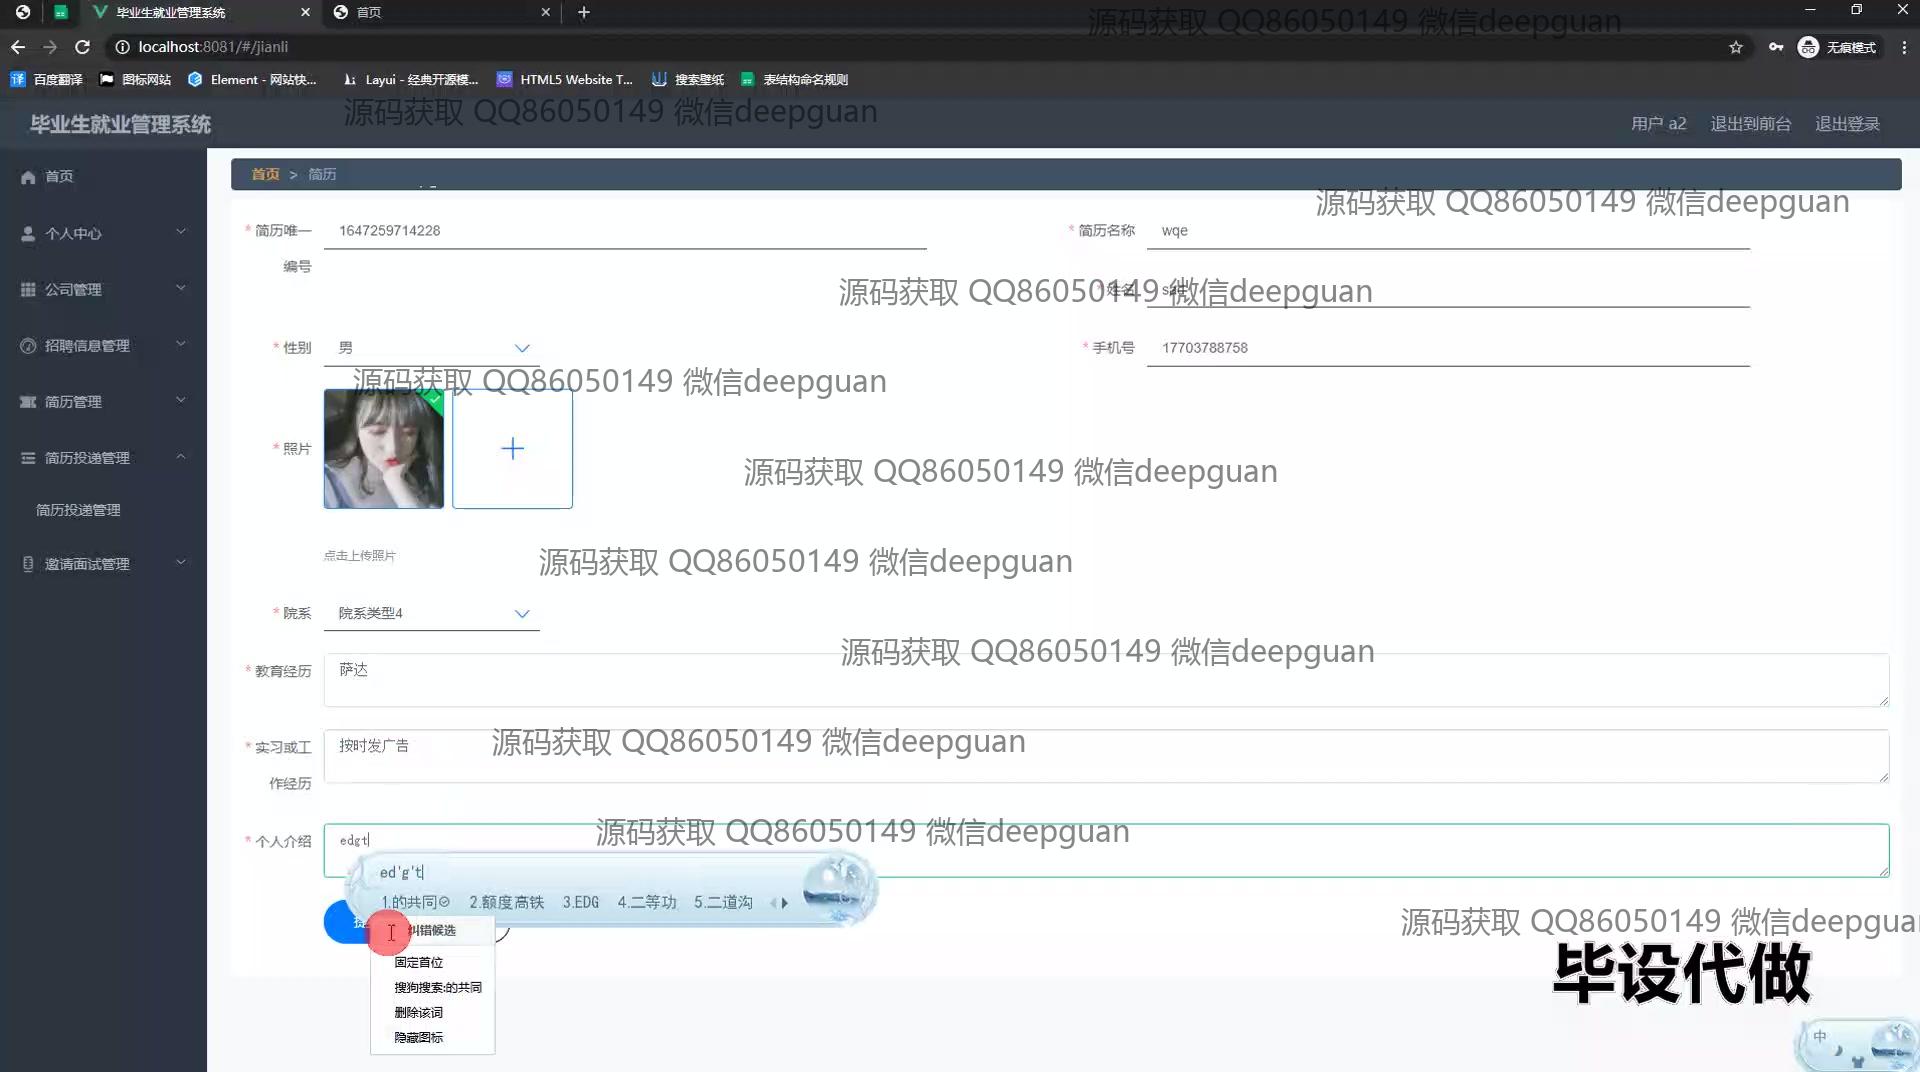 毕业生就业管理系统
首页
源码获取 QQ86050149 微信deepguan
localhost:8081/#/jianli
无痕模式
百度翻译
图标网站
Element - 网站快...
Layui - 经典开源模...
HTML5 Website T...
搜索壁纸
表结构命名规则
源码获取 QQ86050149 微信deepguan
毕业生就业管理系统
用户 a2
退出到前台
退出登录
首页
个人中心
公司管理
招聘信息管理
简历管理
简历投递管理
简历投递管理
邀请面试管理
首页 > 简历
源码获取 QQ86050149 微信deepguan
* 简历唯一编号 1647259714228
* 简历名称 wqe
源码获取 QQ86050149 微信deepguan
姓名
* 性别 男
* 手机号 17703788758
源码获取 QQ86050149 微信deepguan
* 照片
源码获取 QQ86050149 微信deepguan
点击上传照片
源码获取 QQ86050149 微信deepguan
* 院系 院系类型4
源码获取 QQ86050149 微信deepguan
* 教育经历 萨达
* 实习或工作经历 按时发广告
源码获取 QQ86050149 微信deepguan
* 个人介绍 edgt
源码获取 QQ86050149 微信deepguan
ed'g't
1.的共同 2.额度高铁 3.EDG 4.二等功 5.二道沟
纠错候选
固定首位
搜狗搜索:的共同
删除该词
隐藏图标
源码获取 QQ86050149 微信deepguan
毕设代做
中